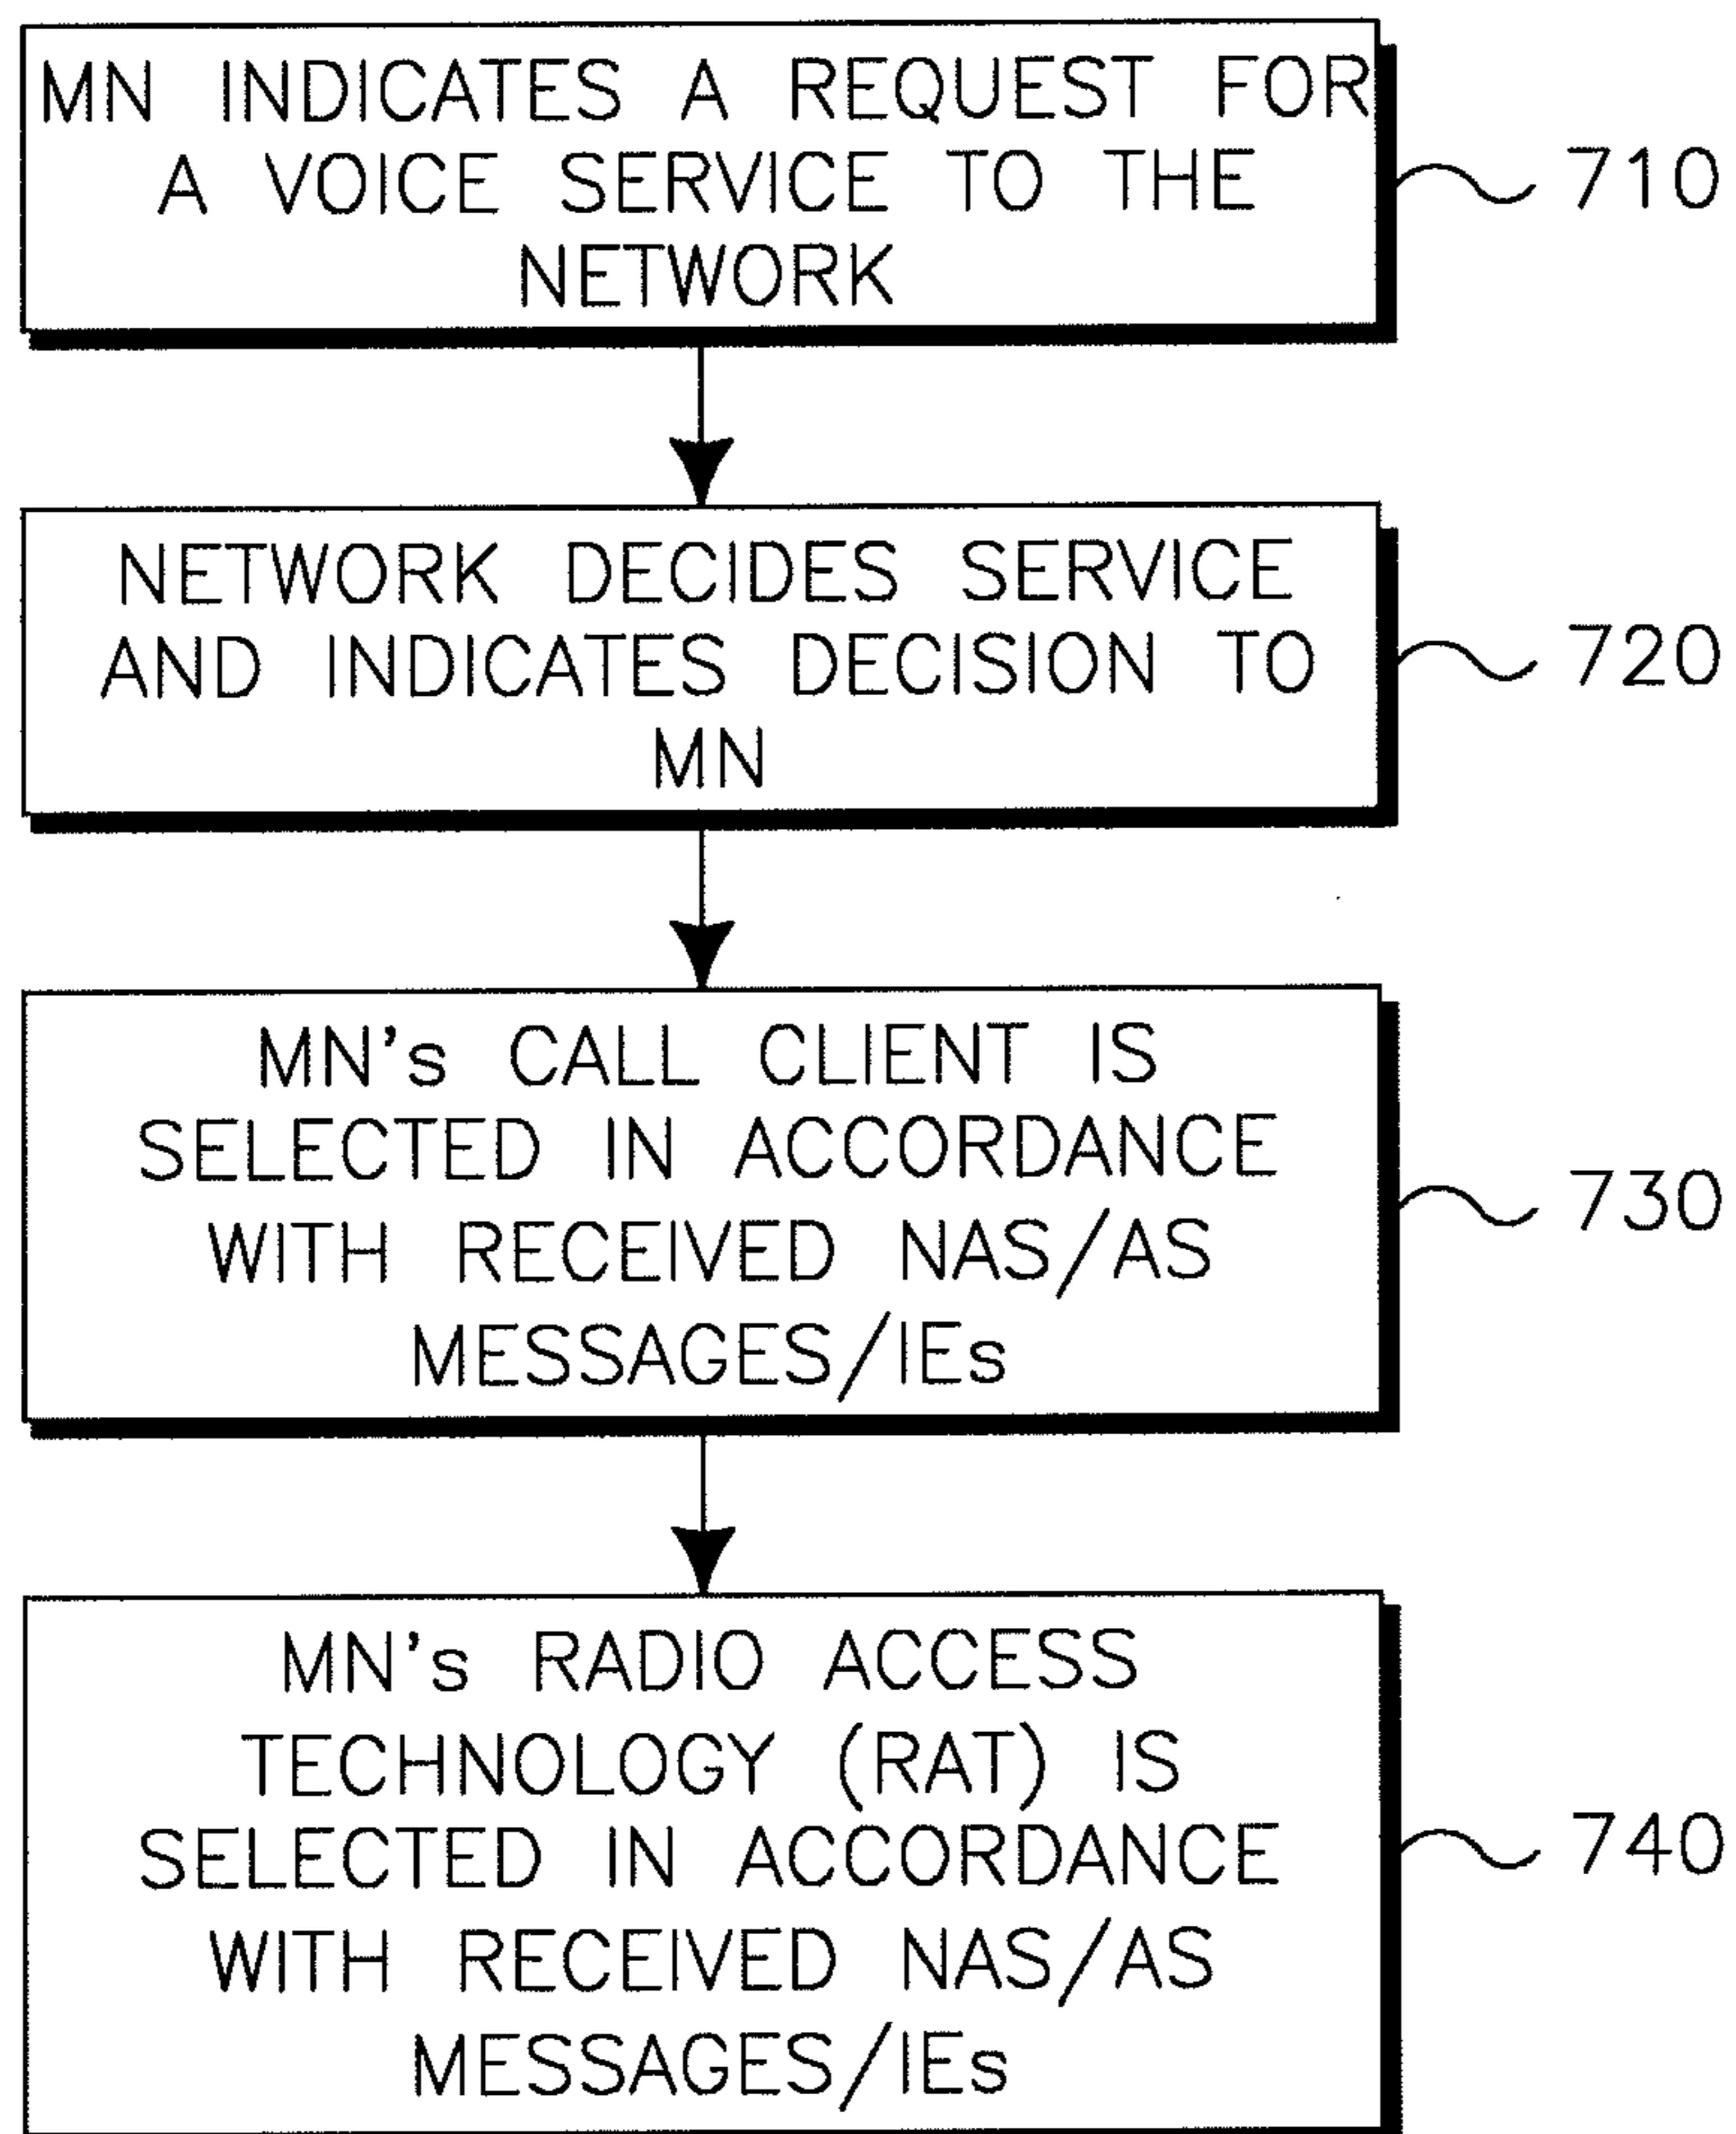 MN INDICATES A REQUEST FOR
A VOICE SERVICE TO THE
NETWORK
710
NETWORK DECIDES SERVICE
AND INDICATES DECISION TO
MN
720
MN's CALL CLIENT IS
SELECTED IN ACCORDANCE
WITH RECEIVED NAS/AS
MESSAGES/IEs
730
MN's RADIO ACCESS
TECHNOLOGY (RAT) IS
SELECTED IN ACCORDANCE
WITH RECEIVED NAS/AS
MESSAGES/IEs
740